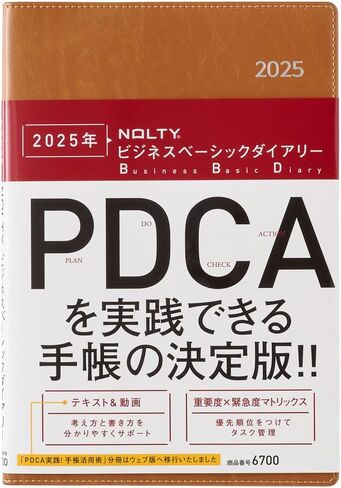 2025
2025年
NOLTY®
ビジネスベーシックダイアリー
Business Basic Diary
PDCA
PLAN
DO
CHECK
ACTION
を実践できる
手帳の決定版!!
テキスト&動画
考え方と書き方を
分かりやすくサポート
重要度×緊急度マトリックス
優先順位をつけて
タスク管理
「PDCA実践!手帳活用術」分冊はウェブ版へ移行いたしました
商品番号 6700